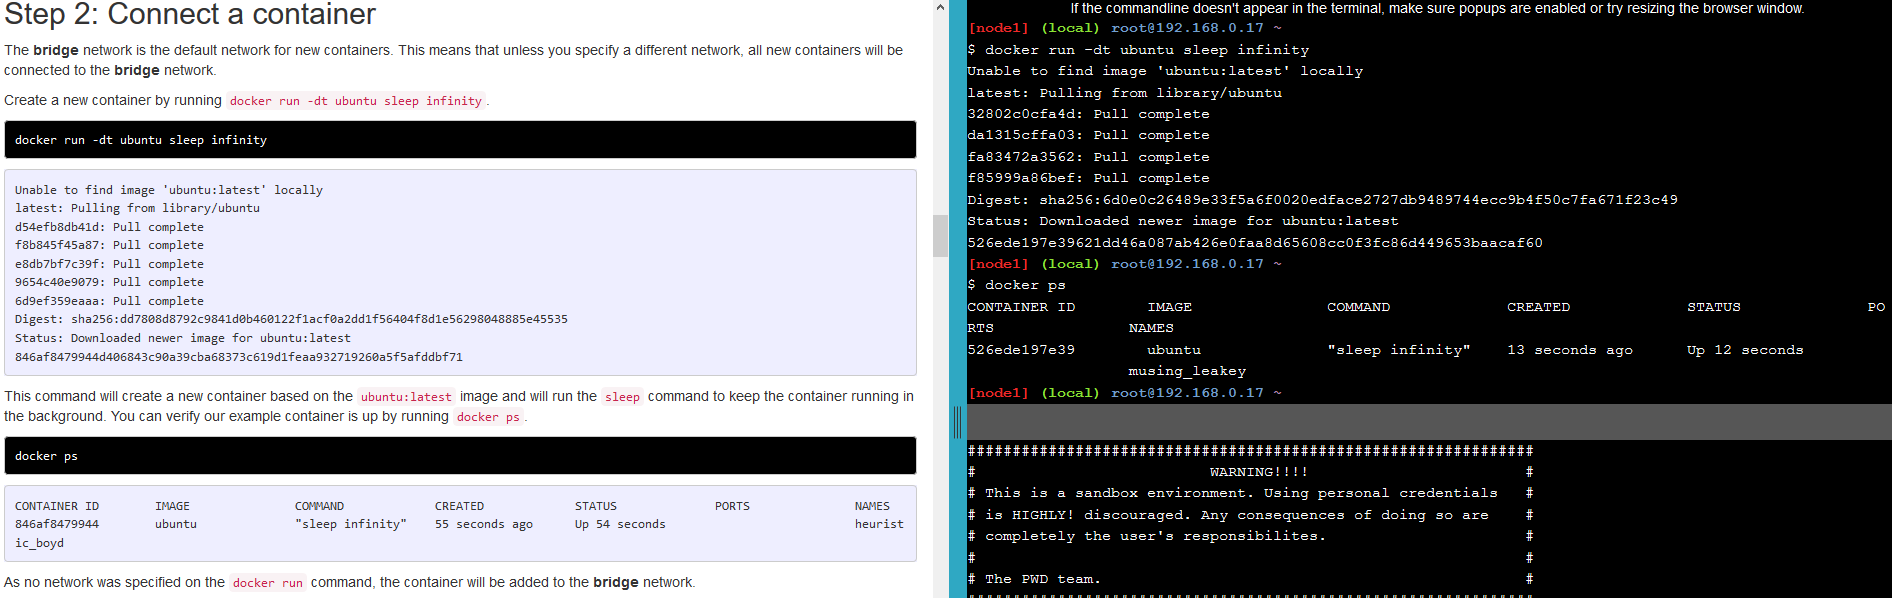 Step 2: Connect a container
The bridge network is the default network for new containers. This means that unless you specify a different network, all new containers will be
connected to the bridge network.
Create a new container by running docker run -dt ubuntu sleep infinity.
docker run -dt ubuntu sleep infinity
Unable to find image 'ubuntu:latest' locally
latest: Pulling from library/ubuntu
d54efb8db41d: Pull complete
f8b845f45a87: Pull complete
e8db7bf7c39f: Pull complete
9654c40e9079: Pull complete
6d9ef359eaaa: Pull complete
Digest: sha256:dd7808d8792c9841d0b460122f1acf0a2dd1f56404f8d1e56298048885e45535
Status: Downloaded newer image for ubuntu:latest
846af8479944d406843c90a39cba68373c619d1feaa932719260a5f5afddbf71
This command will create a new container based on the ubuntu:latest image and will run the sleep command to keep the container running in
the background. You can verify our example container is up by running docker ps.
docker ps
CONTAINER ID IMAGE COMMAND CREATED STATUS PORTS NAMES
846af8479944 ubuntu "sleep infinity" 55 seconds ago Up 54 seconds heurist
ic_boyd
As no network was specified on the docker run command, the container will be added to the bridge network.
If the commandline doesn't appear in the terminal, make sure popups are enabled or try resizing the browser window.
[node1] (local) root@192.168.0.17 ~
$ docker run -dt ubuntu sleep infinity
Unable to find image 'ubuntu:latest' locally
latest: Pulling from library/ubuntu
32802c0cfa4d: Pull complete
da1315cffa03: Pull complete
fa83472a3562: Pull complete
f85999a86bef: Pull complete
Digest: sha256:6d0e0c26489e33f5a6f0020edface2727db9489744ecc9b4f50c7fa671f23c49
Status: Downloaded newer image for ubuntu:latest
526ede197e39621dd46a087ab426e0faa8d65608cc0f3fc86d449653baacaf60
[node1] (local) root@192.168.0.17 ~
$ docker ps
CONTAINER ID IMAGE COMMAND CREATED STATUS PO
RTS NAMES
526ede197e39 ubuntu "sleep infinity" 13 seconds ago Up 12 seconds
musing_leakey
[node1] (local) root@192.168.0.17 ~
###############################################################
# WARNING!!!! #
# This is a sandbox environment. Using personal credentials #
# is HIGHLY! discouraged. Any consequences of doing so are #
# completely the user's responsibilites. #
# #
# The PWD team. #
###############################################################